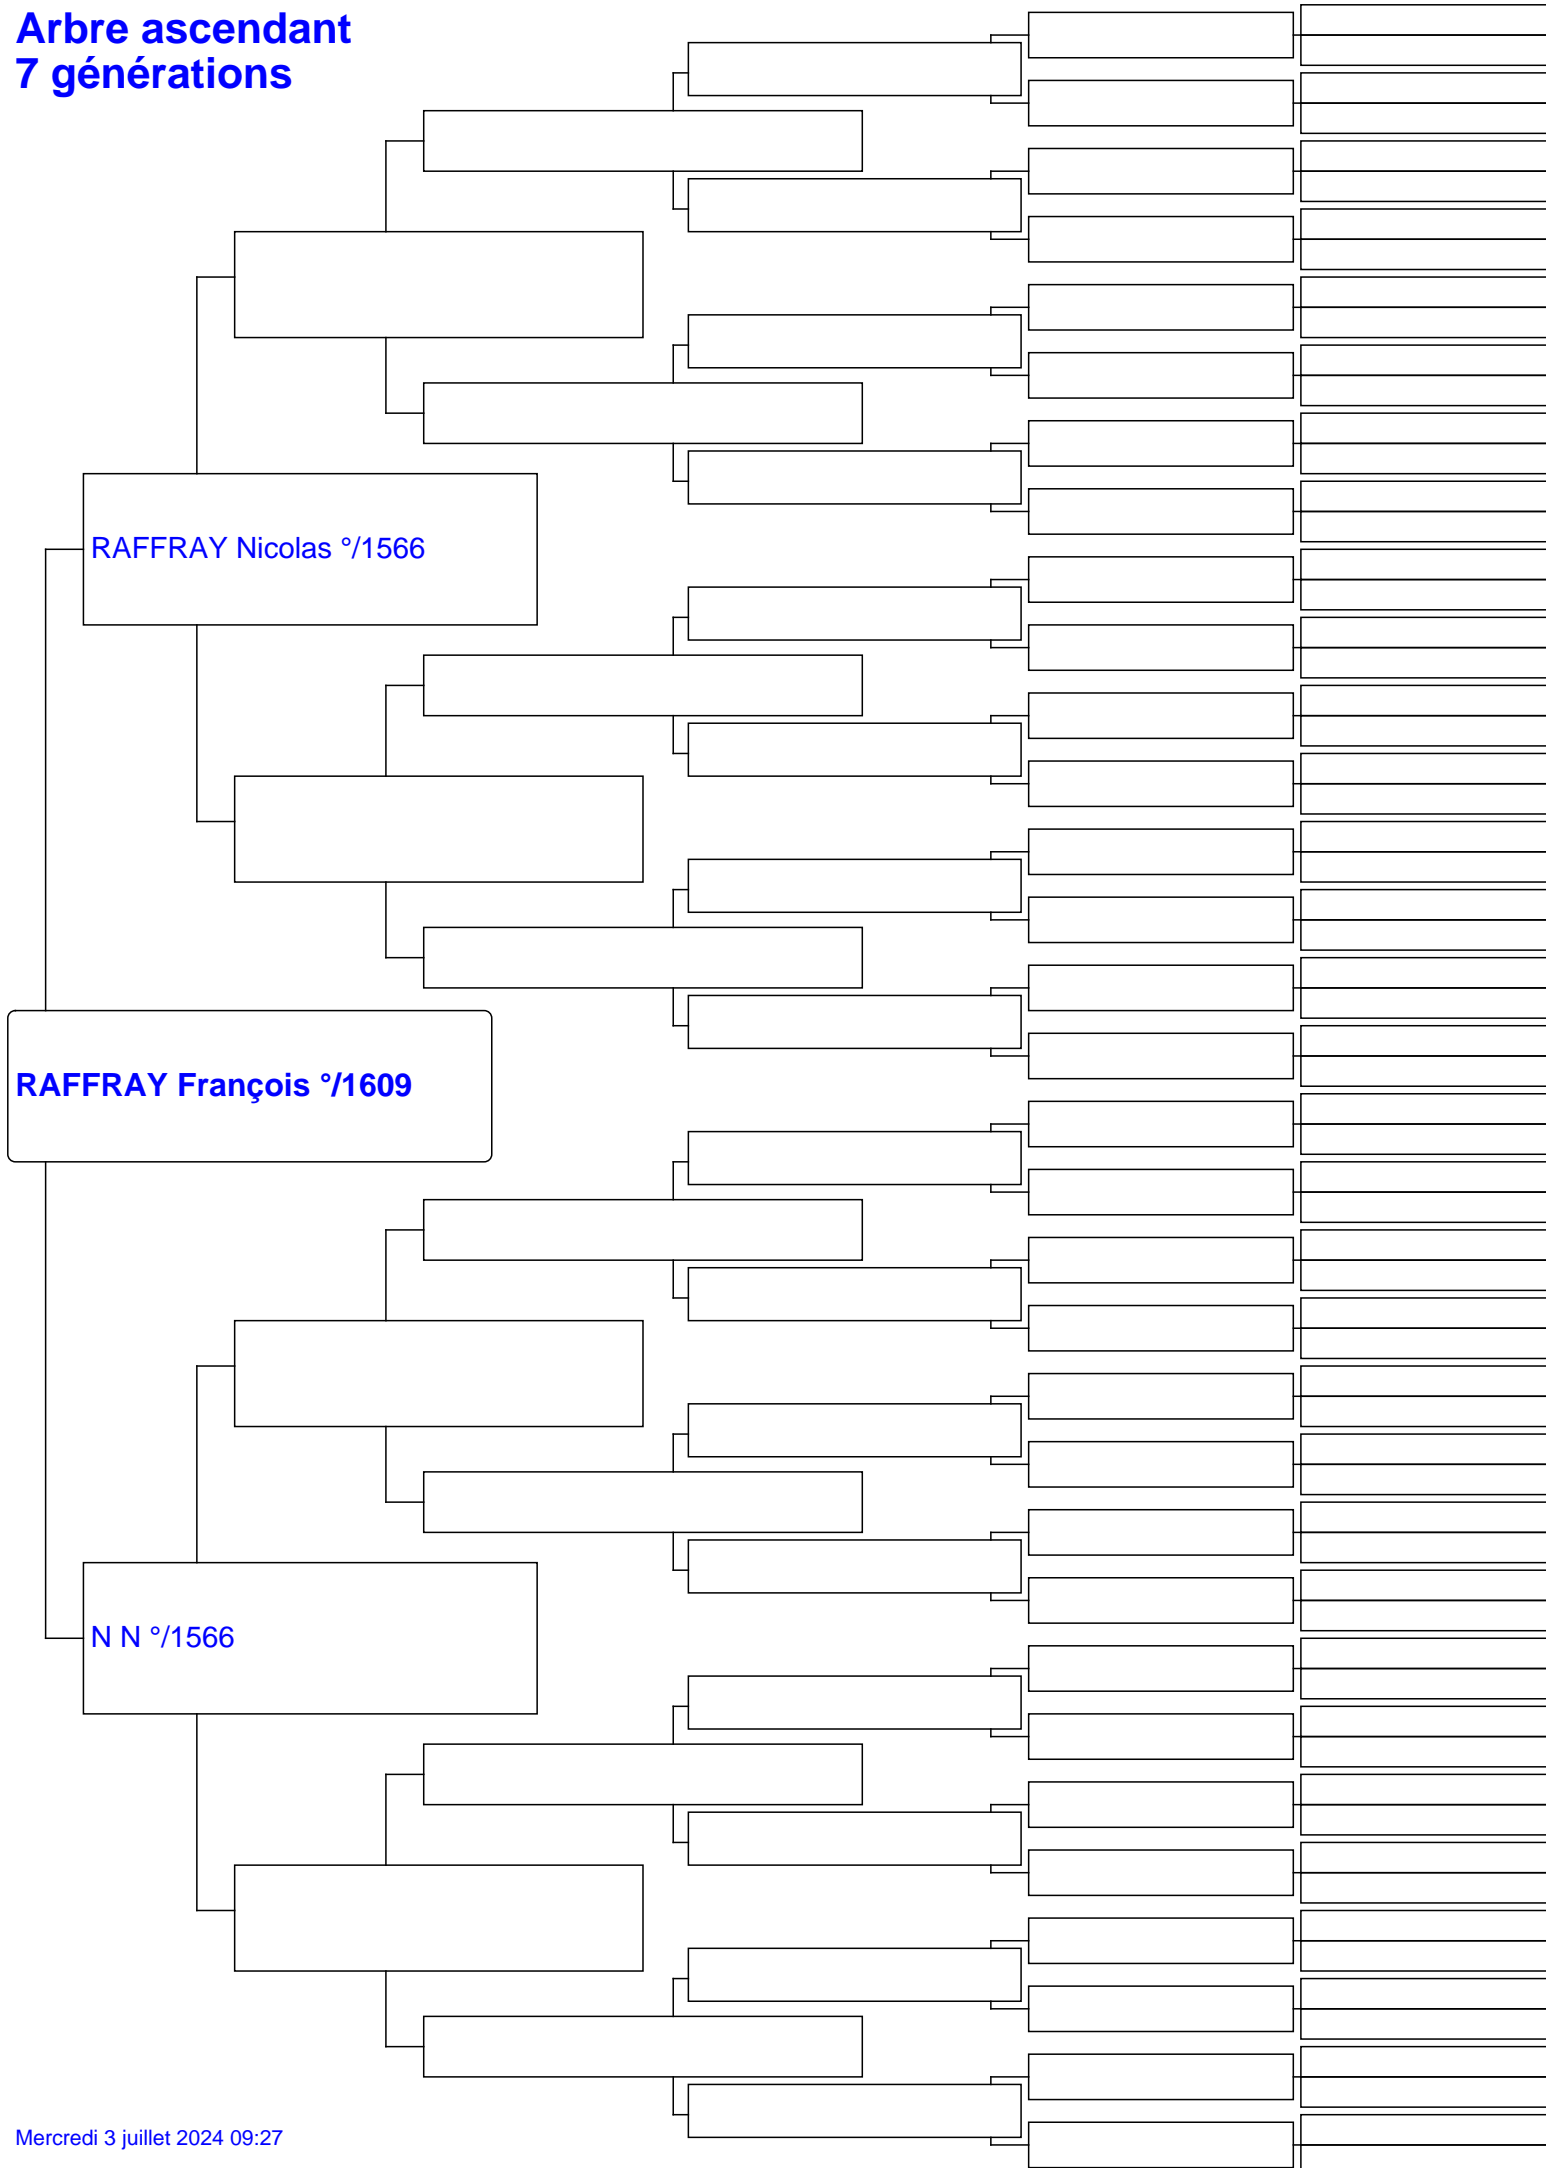 Arbre ascendant
7 générations
RAFFRAY Nicolas °/1566
RAFFRAY François °/1609
N N °/1566
Mercredi 3 juillet 2024 09:27